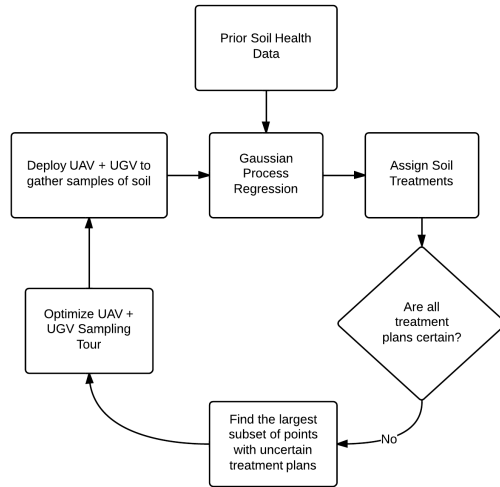 Prior Soil Health
Data
Deploy UAV + UGV to
gather samples of soil
Gaussian
Process
Regression
Assign Soil
Treatments
Optimize UAV +
UGV Sampling
Tour
Are all
treatment
plans certain?
Find the largest
subset of points
with uncertain
treatment plans
No